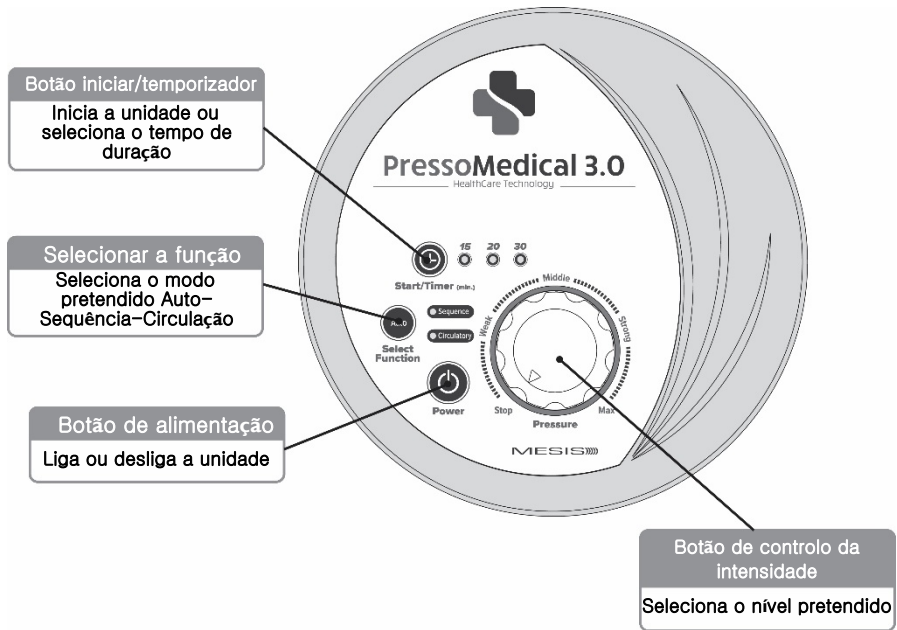 Botão iniciar/temporizador
Inicia a unidade ou
seleciona o tempo de
duração
PressoMedical 3.0
HealthCare Technology
Selecionar a função
Seleciona o modo
pretendido Auto-
Sequência-Circulação
15 20 30
Start/Timer (min.)
Auto
Sequence
Circulatory
Select
Function
Weak
Middle
Strong
Botão de alimentação
Liga ou desliga a unidade
Power
Stop
Max
Pressure
MESIS
Botão de controlo da
intensidade
Seleciona o nível pretendido